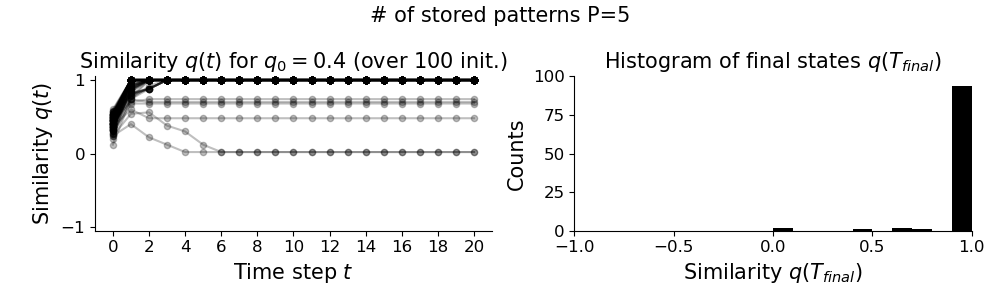 # of stored patterns P=5
Similarity q(t) for q₀ = 0.4 (over 100 init.)
Similarity q(t)
1
0
−1
0 2 4 6 8 10 12 14 16 18 20
Time step t
Histogram of final states q(T_final)
Counts
100
75
50
25
0
−1.0 −0.5 0.0 0.5 1.0
Similarity q(T_final)